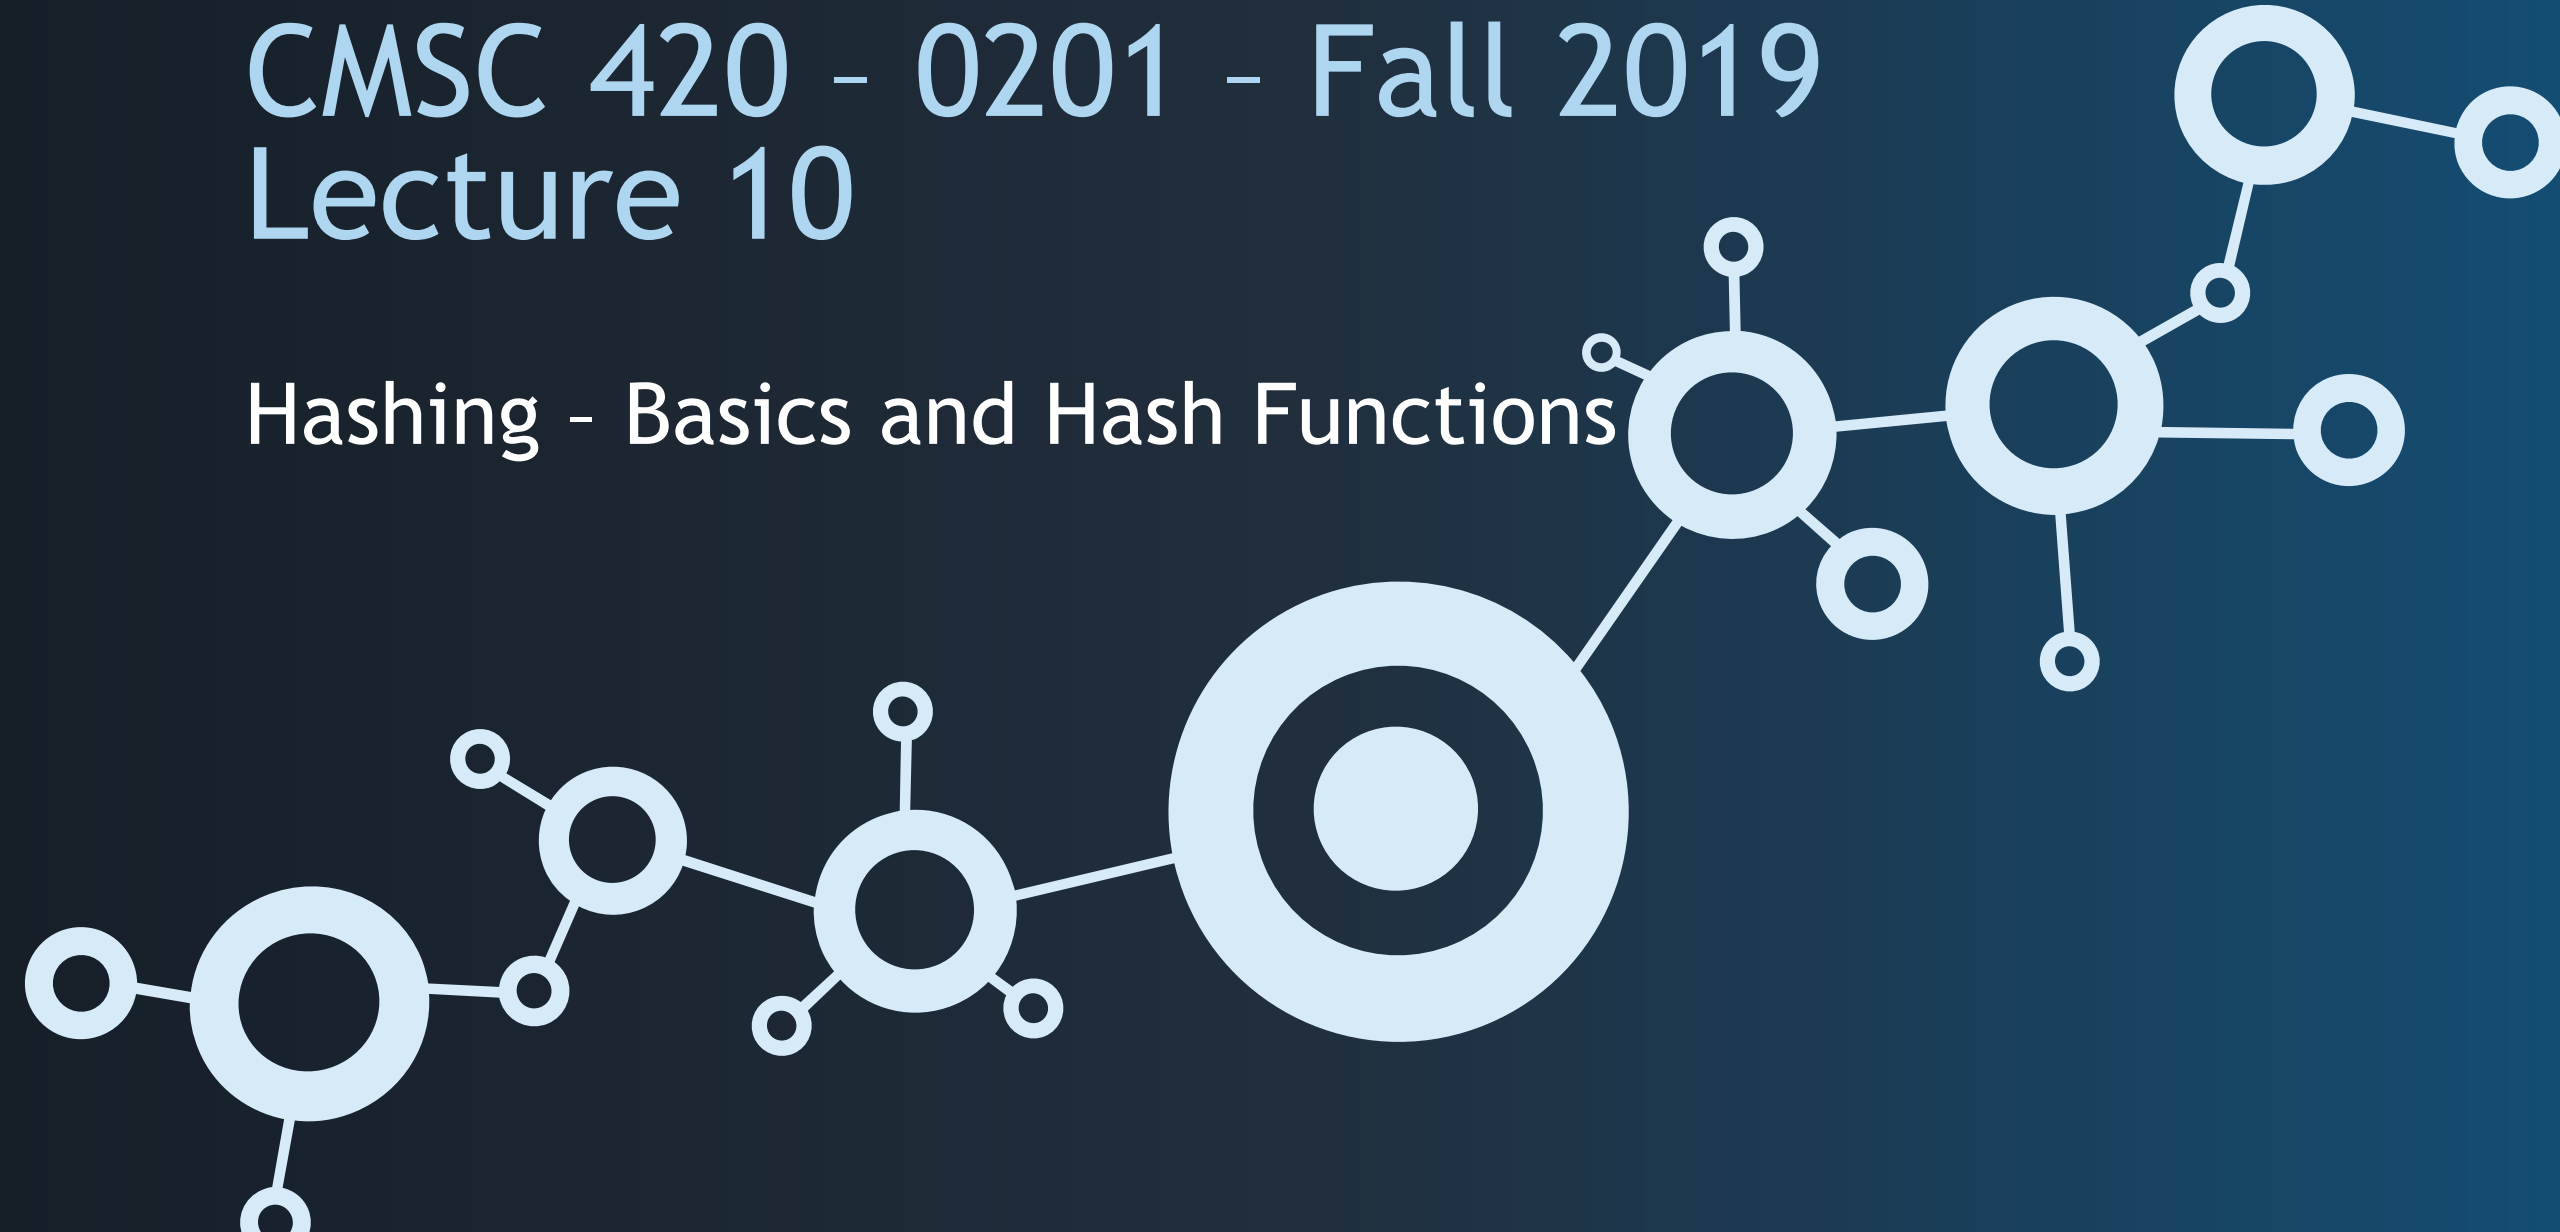 CMSC 420 – 0201 – Fall 2019
Lecture 10
Hashing – Basics and Hash Functions